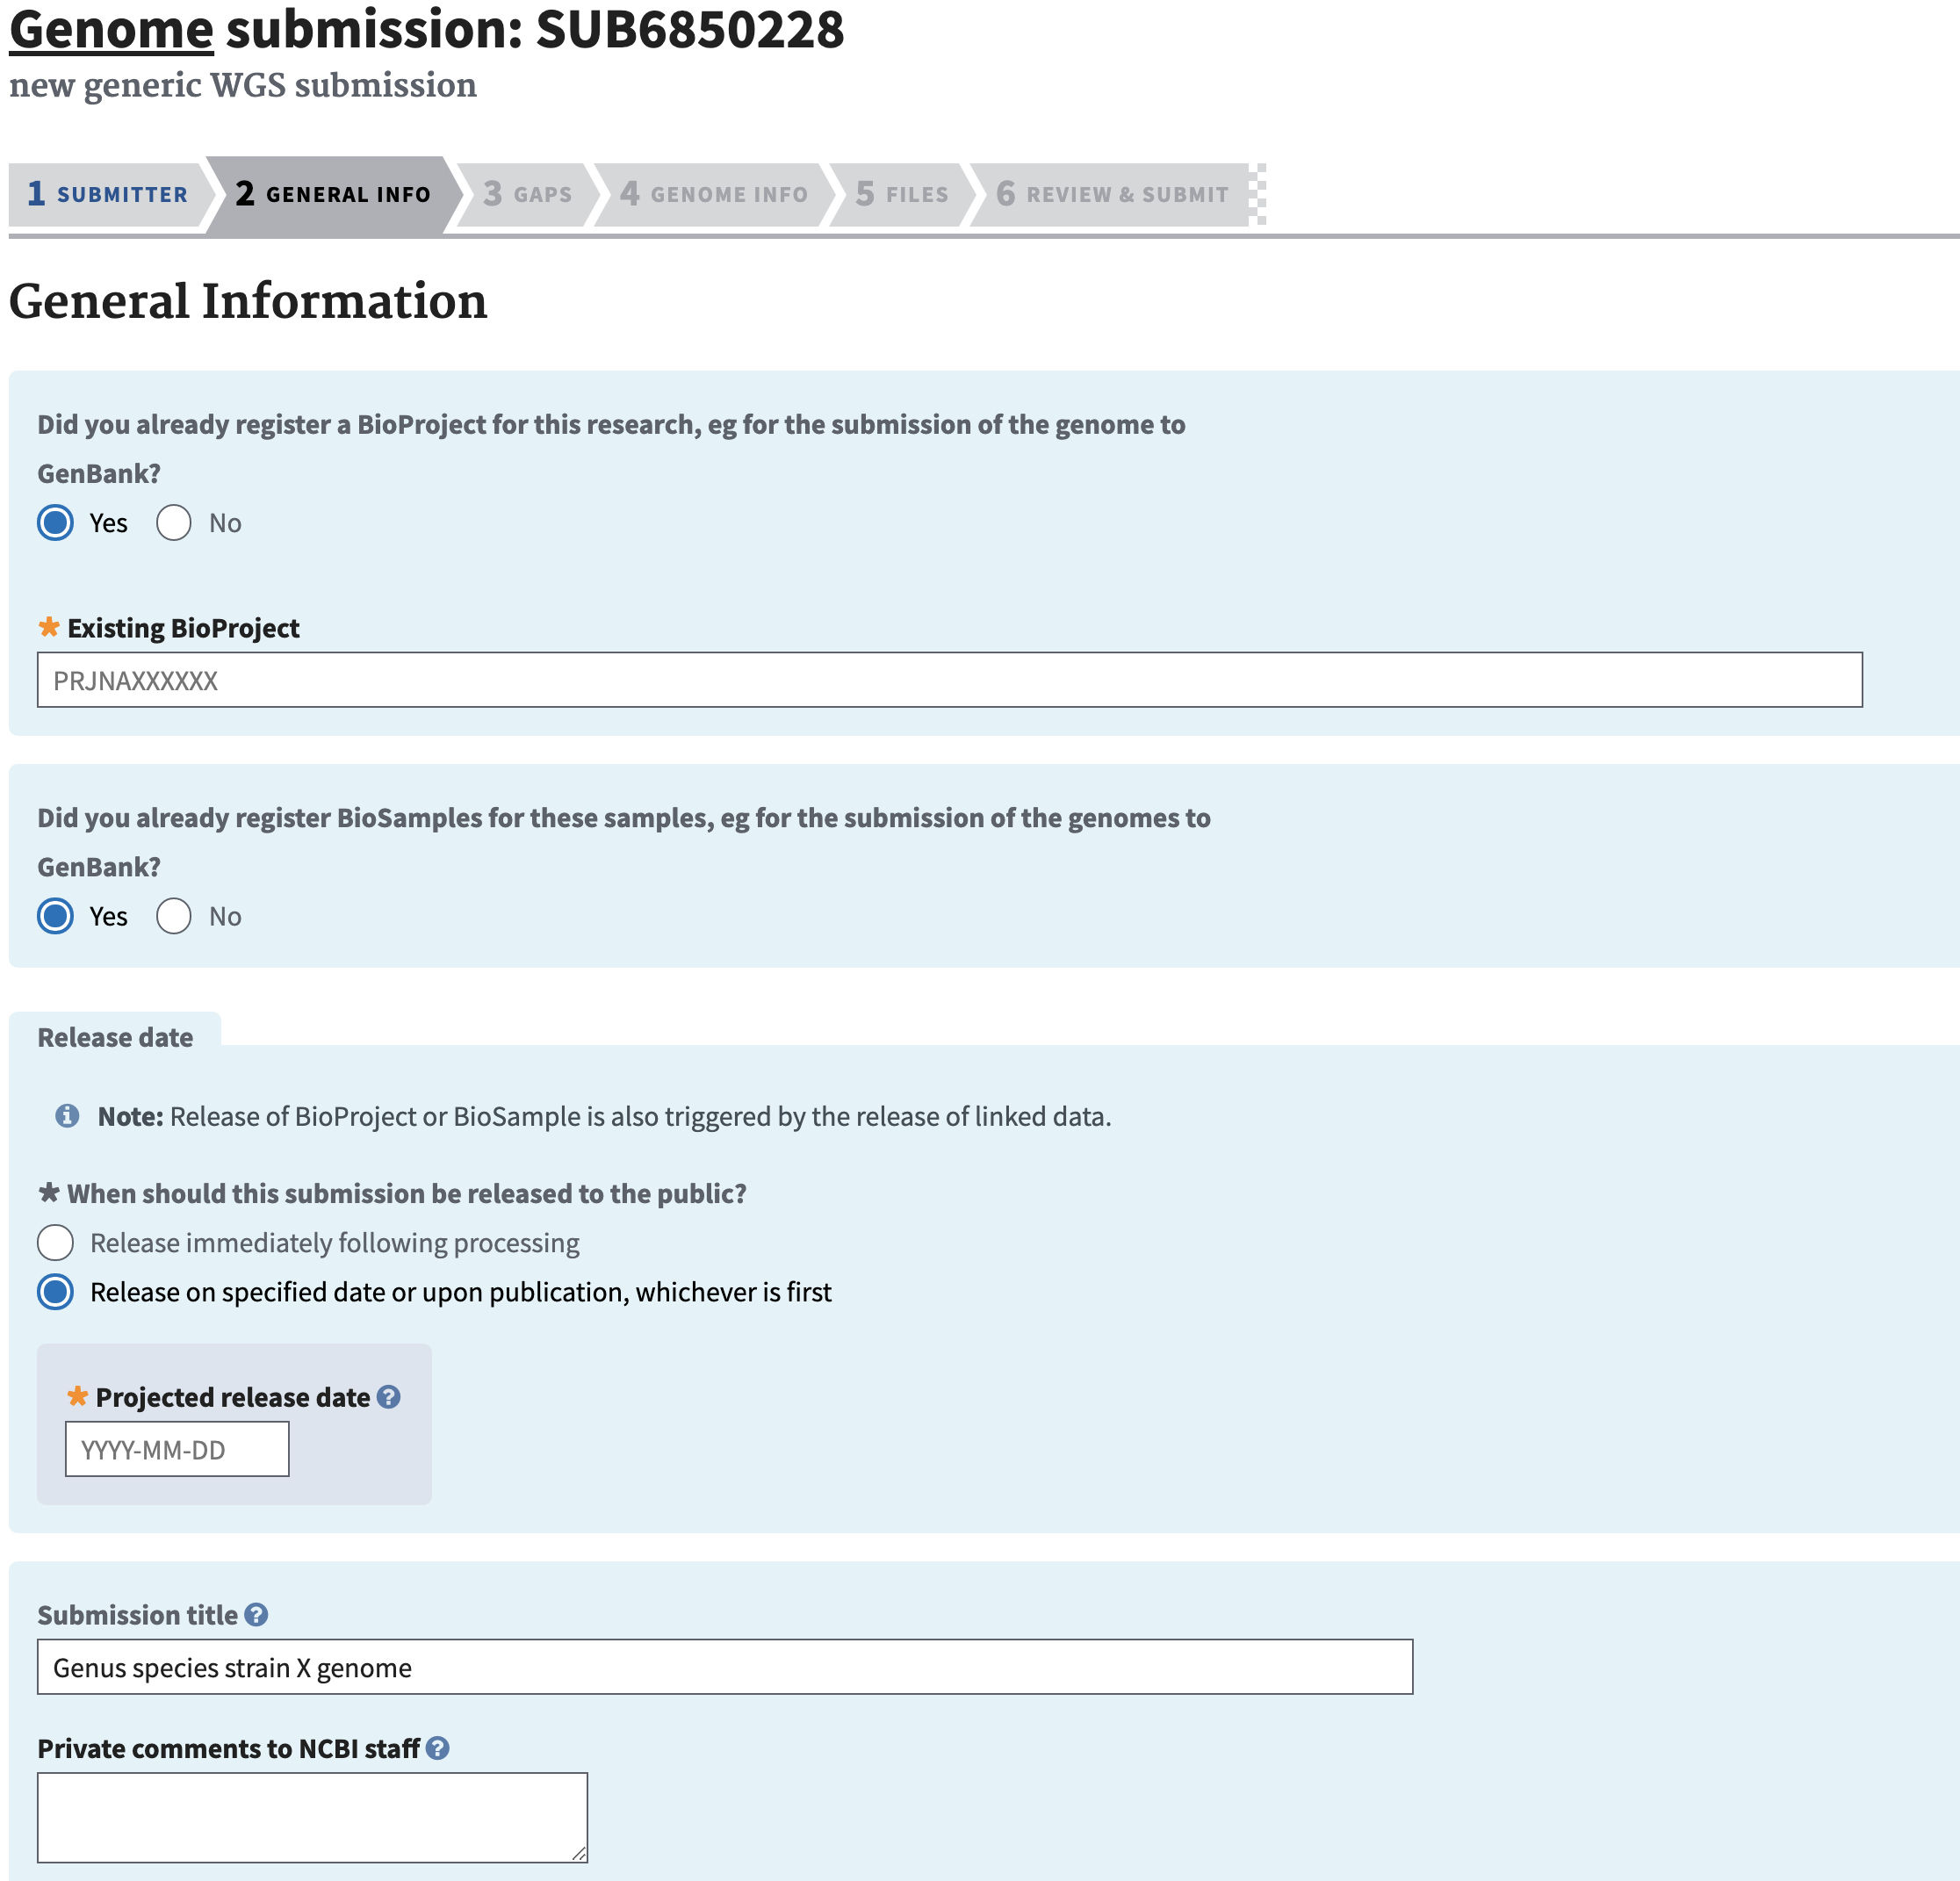 Genome submission: SUB6850228
new generic WGS submission
1 SUBMITTER 2 GENERAL INFO 3 GAPS 4 GENOME INFO 5 FILES 6 REVIEW & SUBMIT
General Information
Did you already register a BioProject for this research, eg for the submission of the genome to
GenBank?
Yes No
* Existing BioProject
PRJNAXXXXXX
Did you already register BioSamples for these samples, eg for the submission of the genomes to
GenBank?
Yes No
Release date
Note: Release of BioProject or BioSample is also triggered by the release of linked data.
* When should this submission be released to the public?
Release immediately following processing
Release on specified date or upon publication, whichever is first
* Projected release date ?
YYYY-MM-DD
Submission title ?
Genus species strain X genome
Private comments to NCBI staff ?